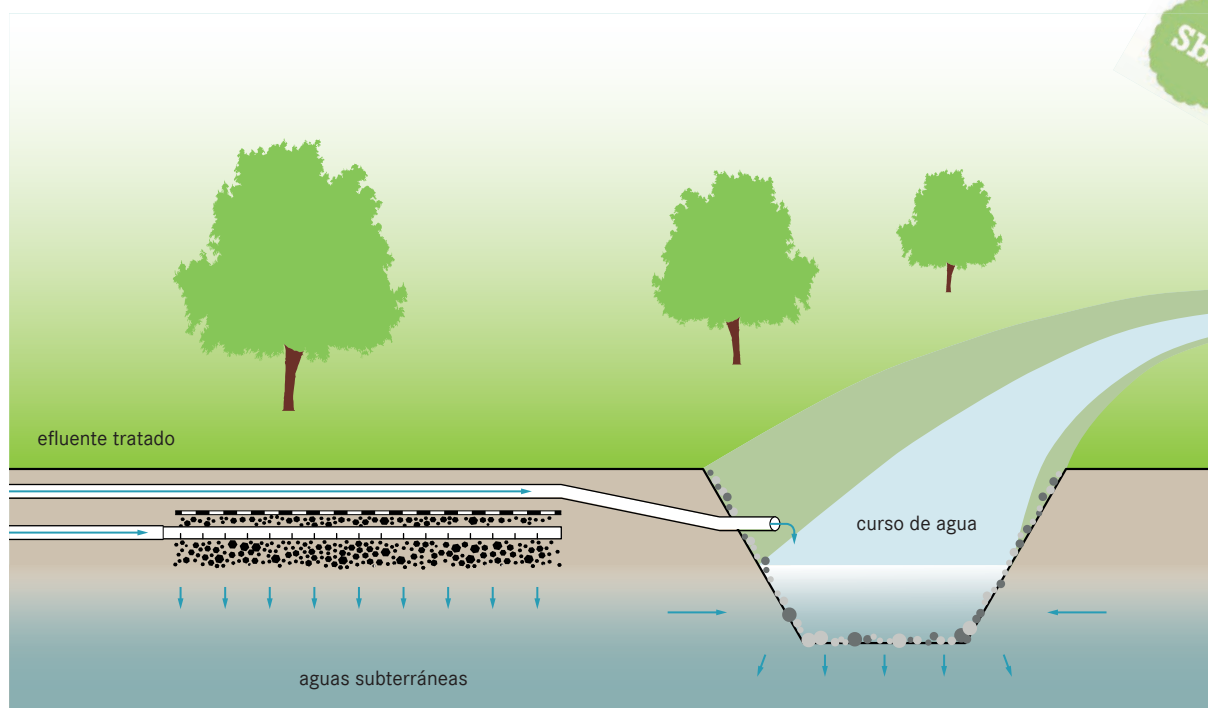 efluente tratado
curso de agua
aguas subterráneas